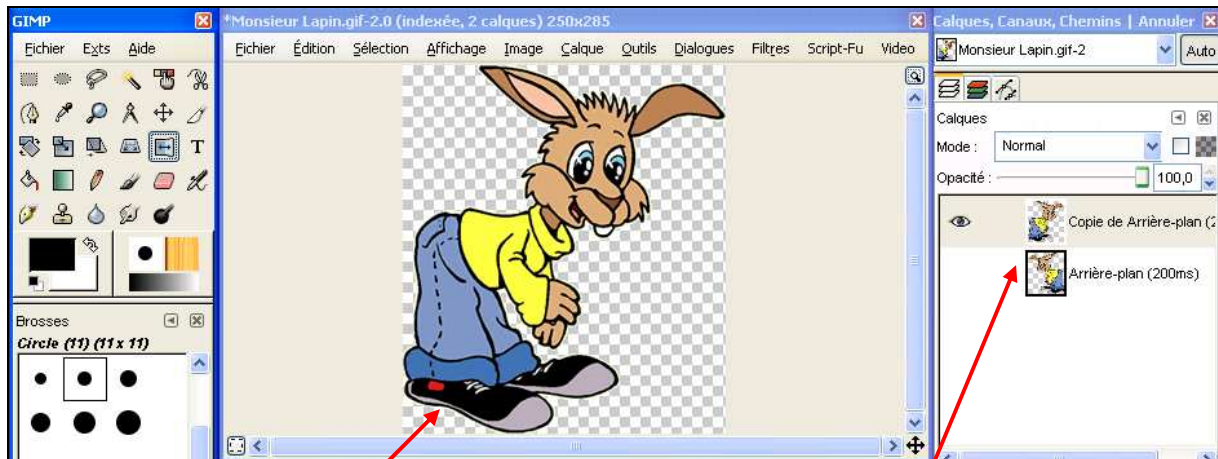 GIMP
Fichier Exts Aide
Brosses
Circle (11) (11 x 11)
*Monsieur Lapin.gif-2.0 (indexée, 2 calques) 250x285
Fichier Édition Sélection Affichage Image Calque Outils Dialogues Filtres Script-Fu Video
Calques, Canaux, Chemins | Annuler
Monsieur Lapin.gif-2 Auto
Calques
Mode : Normal
Opacité : 100,0
Copie de Arrière-plan (2
Arrière-plan (200ms)